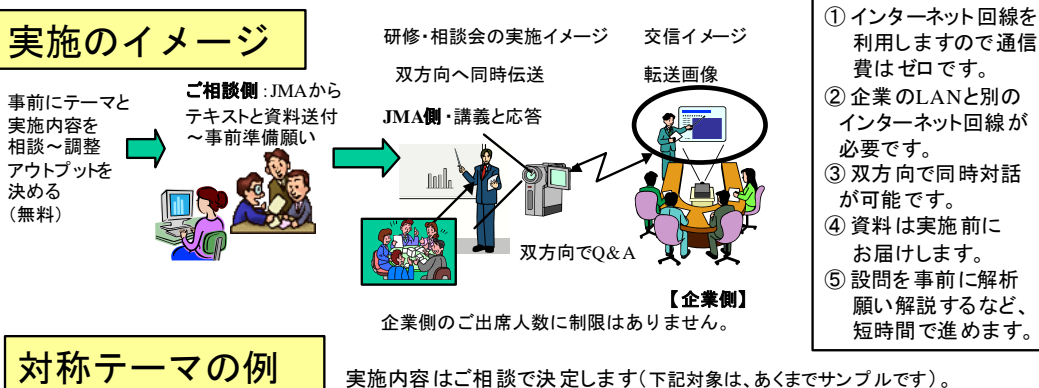 実施のイメージ
事前にテーマと
実施内容を
相談～調整
アウトプットを
決める
（無料）
ご相談側：JMAから
テキストと資料送付
～事前準備願い
研修・相談会の実施イメージ
双方向へ同時伝送
JMA側・講義と応答
双方向でQ&A
交信イメージ
転送画像
【企業側】
企業側のご出席人数に制限はありません。
① インターネット回線を
利用しますので通信
費はゼロです。
② 企業のLANと別の
インターネット回線が
必要です。
③ 双方向で同時対話
が可能です。
④ 資料は実施前に
お届けします。
⑤ 設問を事前に解析
願い解説するなど、
短時間で進めます。
対称テーマの例
実施内容はご相談で決定します（下記対象は、あくまでサンプルです）。